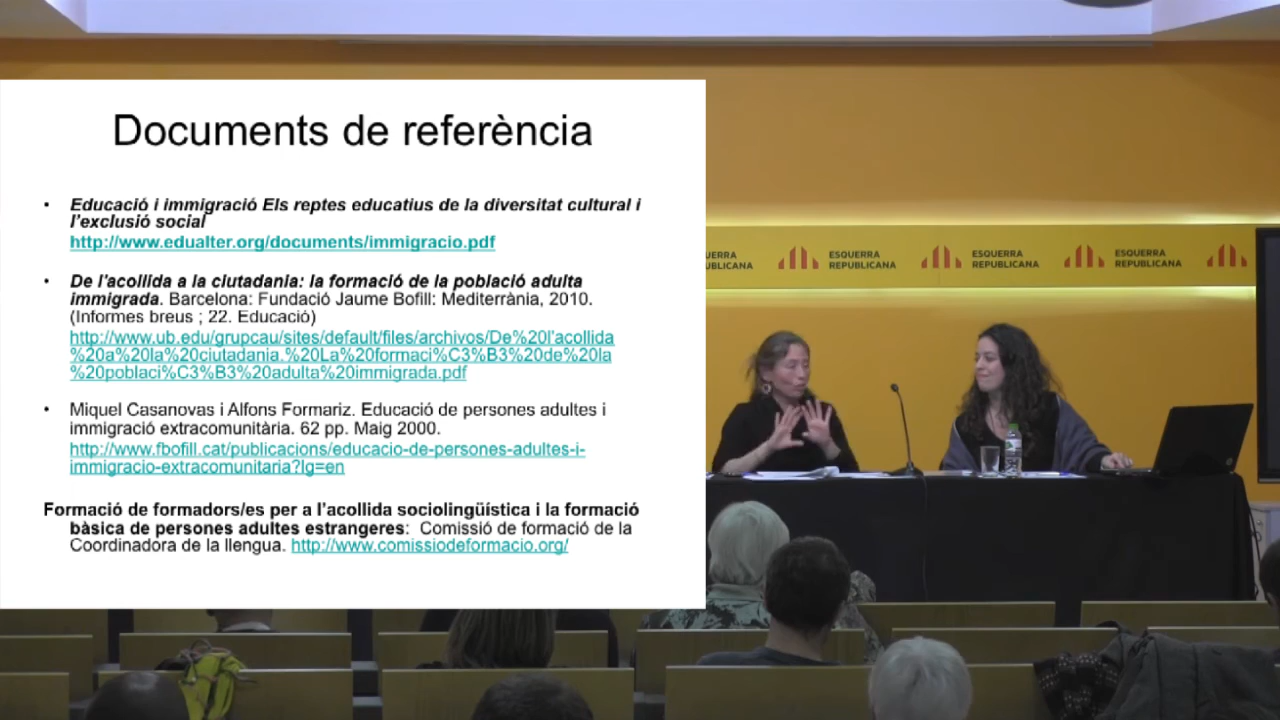 Documents de referència
• Educació i immigració Els reptes educatius de la diversitat cultural i
l'exclusió social
http://www.edualter.org/documents/immigracio.pdf
• De l'acollida a la ciutadania: la formació de la població adulta
immigrada. Barcelona: Fundació Jaume Bofill: Mediterrània, 2010.
(Informes breus ; 22. Educació)
http://www.ub.edu/grupcau/sites/default/files/archivos/De%20l'acollida
%20a%20la%20ciutadania.%20La%20formaci%C3%B3%20de%20la
%20poblaci%C3%B3%20adulta%20immigrada.pdf
• Miquel Casanovas i Alfons Formariz. Educació de persones adultes i
immigració extracomunitària. 62 pp. Maig 2000.
http://www.fbofill.cat/publicacions/educacio-de-persones-adultes-i-
immigracio-extracomunitaria?lg=en
Formació de formadors/es per a l'acollida sociolingüística i la formació
bàsica de persones adultes estrangeres: Comissió de formació de la
Coordinadora de la llengua. http://www.comissiodeformacio.org/
UERRA
UBLICANA
ESQUERRA
REPUBLICANA
ESQUERRA
REPUBLICANA
ESQUERRA
REPUBLICANA